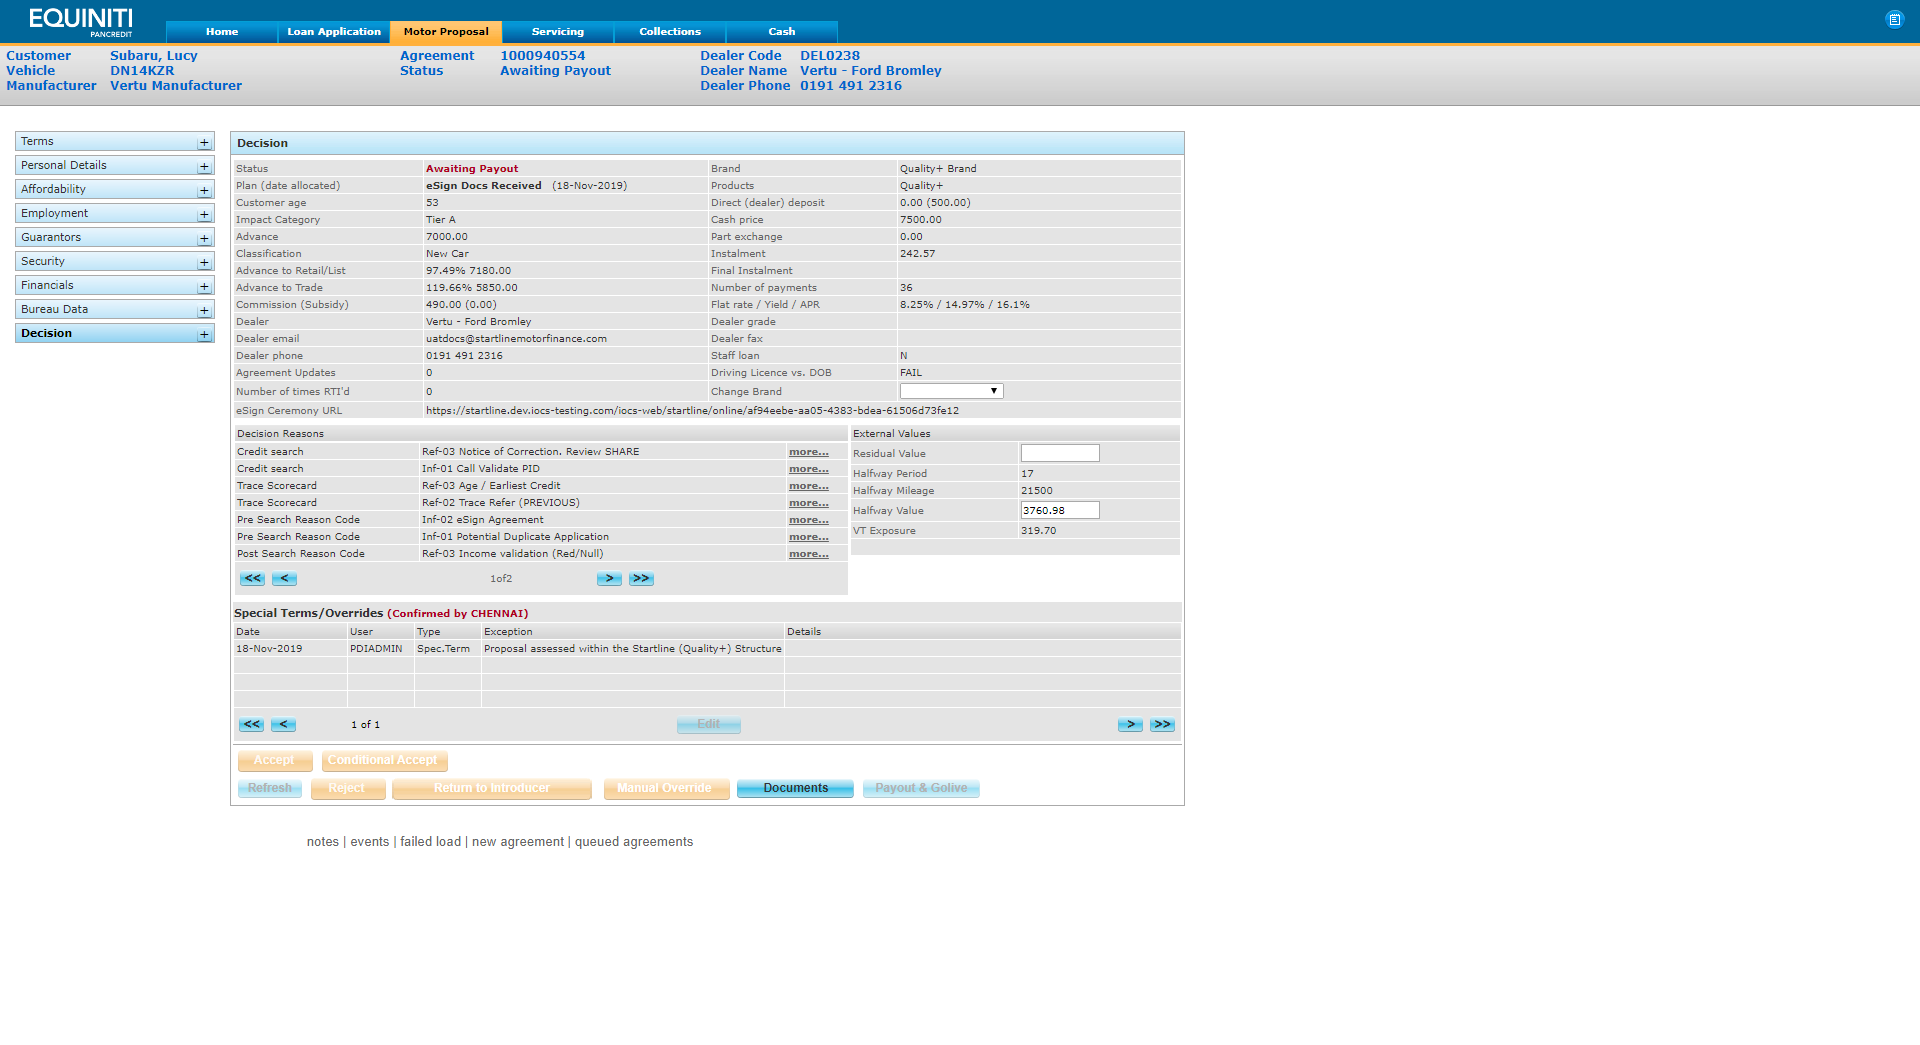 EQUINITI
PANCREDIT
Home Loan Application Motor Proposal Servicing Collections Cash
Customer Subaru, Lucy Agreement 1000940554 Dealer Code DEL0238
Vehicle DN14KZR Status Awaiting Payout Dealer Name Vertu - Ford Bromley
Manufacturer Vertu Manufacturer Dealer Phone 0191 491 2316
Terms +
Personal Details +
Affordability +
Employment +
Guarantors +
Security +
Financials +
Bureau Data +
Decision +
Decision
Status Awaiting Payout Brand Quality+ Brand
Plan (date allocated) eSign Docs Received (18-Nov-2019) Products Quality+
Customer age 53 Direct (dealer) deposit 0.00 (500.00)
Impact Category Tier A Cash price 7500.00
Advance 7000.00 Part exchange 0.00
Classification New Car Instalment 242.57
Advance to Retail/List 97.49% 7180.00 Final Instalment
Advance to Trade 119.66% 5850.00 Number of payments 36
Commission (Subsidy) 490.00 (0.00) Flat rate / Yield / APR 8.25% / 14.97% / 16.1%
Dealer Vertu - Ford Bromley Dealer grade
Dealer email uatdocs@startlinemotorfinance.com Dealer fax
Dealer phone 0191 491 2316 Staff loan N
Agreement Updates 0 Driving Licence vs. DOB FAIL
Number of times RTI'd 0 Change Brand
eSign Ceremony URL https://startline.dev.iocs-testing.com/iocs-web/startline/online/af94eebe-aa05-4383-bdea-61506d73fe12
Decision Reasons
Credit search Ref-03 Notice of Correction. Review SHARE more...
Credit search Inf-01 Call Validate PID more...
Trace Scorecard Ref-03 Age / Earliest Credit more...
Trace Scorecard Ref-02 Trace Refer (PREVIOUS) more...
Pre Search Reason Code Inf-02 eSign Agreement more...
Pre Search Reason Code Inf-01 Potential Duplicate Application more...
Post Search Reason Code Ref-03 Income validation (Red/Null) more...
<< < 1of2 > >>
External Values
Residual Value
Halfway Period 17
Halfway Mileage 21500
Halfway Value 3760.98
VT Exposure 319.70
Special Terms/Overrides (Confirmed by CHENNAI)
Date User Type Exception Details
18-Nov-2019 PDIADMIN Spec.Term Proposal assessed within the Startline (Quality+) Structure
<< < 1 of 1 Edit > >>
Accept Conditional Accept
Refresh Reject Return to Introducer Manual Override Documents Payout & Golive
notes | events | failed load | new agreement | queued agreements